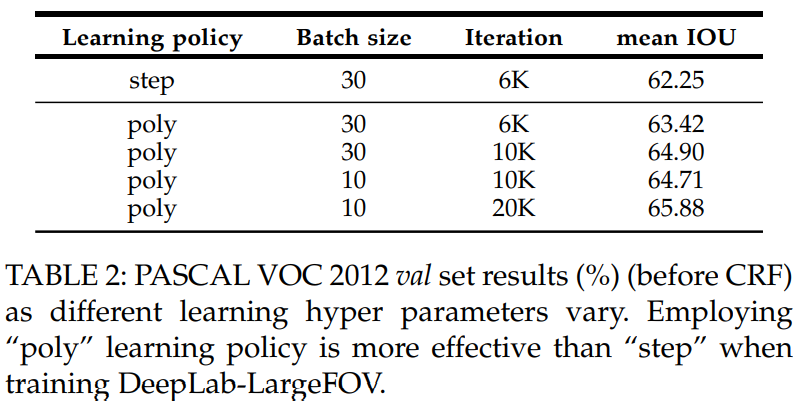 Learning policy Batch size Iteration mean IOU
step 30 6K 62.25
poly 30 6K 63.42
poly 30 10K 64.90
poly 10 10K 64.71
poly 10 20K 65.88
TABLE 2: PASCAL VOC 2012 val set results (%) (before CRF)
as different learning hyper parameters vary. Employing
“poly” learning policy is more effective than “step” when
training DeepLab-LargeFOV.